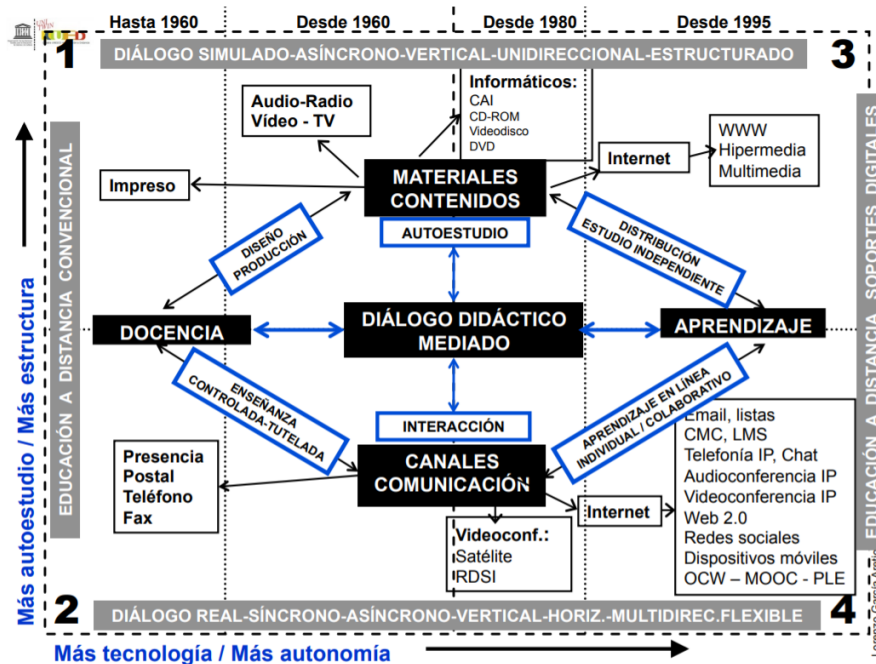 Hasta 1960
Desde 1960
Desde 1980
Desde 1995
1
DIÁLOGO SIMULADO-ASÍNCRONO-VERTICAL-UNIDIRECCIONAL-ESTRUCTURADO
3
Audio-Radio
Vídeo - TV
Informáticos:
CAI
CD-ROM
Videodisco
DVD
Internet
WWW
Hipermedia
Multimedia
Impreso
MATERIALES
CONTENIDOS
AUTOESTUDIO
DISEÑO
PRODUCCIÓN
DISTRIBUCIÓN
ESTUDIO INDEPENDIENTE
DOCENCIA
DIÁLOGO DIDÁCTICO
MEDIADO
APRENDIZAJE
ENSEÑANZA
CONTROLADA-TUTELADA
INTERACCIÓN
APRENDIZAJE EN LÍNEA
INDIVIDUAL / COLABORATIVO
CANALES
COMUNICACIÓN
Presencia
Postal
Teléfono
Fax
Videoconf.:
Satélite
RDSI
Internet
Email, listas
CMC, LMS
Telefonía IP, Chat
Audioconferencia IP
Videoconferencia IP
Web 2.0
Redes sociales
Dispositivos móviles
OCW – MOOC - PLE
2
DIÁLOGO REAL-SÍNCRONO-ASÍNCRONO-VERTICAL-HORIZ.-MULTIDIREC.FLEXIBLE
4
Más tecnología / Más autonomía
Más autoestudio / Más estructura
EDUCACIÓN A DISTANCIA CONVENCIONAL
EDUCACIÓN A DISTANCIA SOPORTES DIGITALES
Lorenzo García